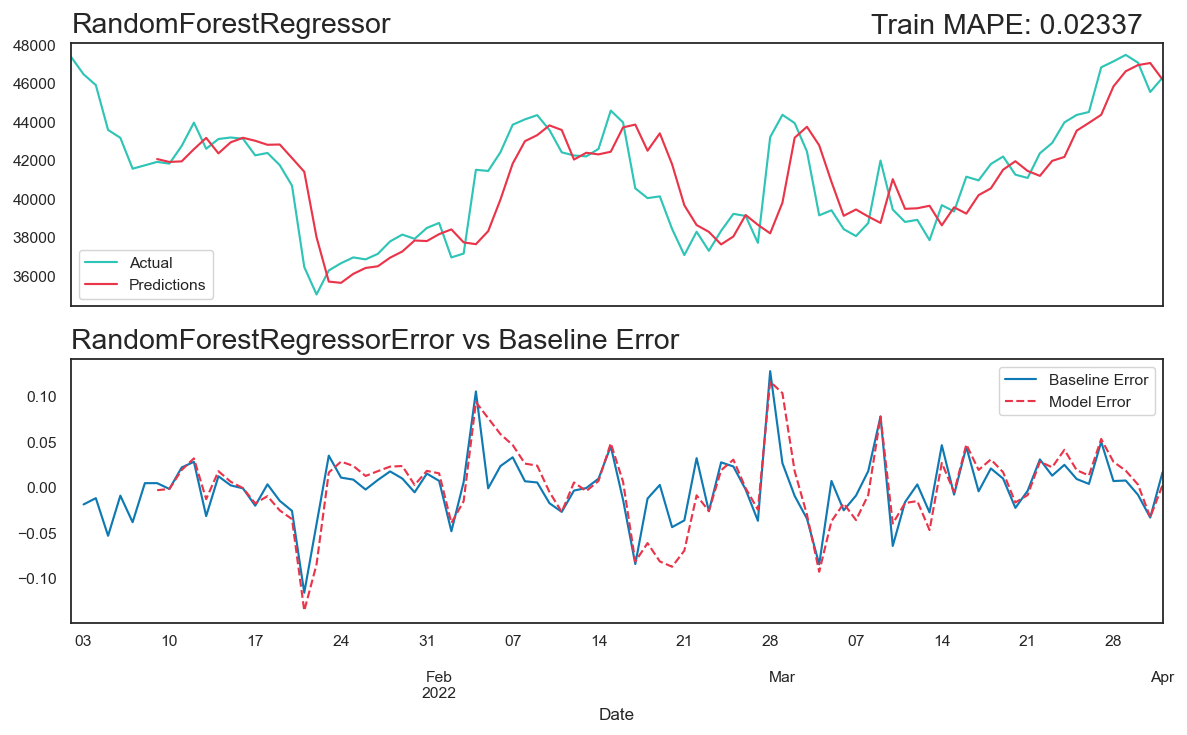 RandomForestRegressor
Train MAPE: 0.02337
48000
46000
44000
42000
40000
38000
36000
Actual
Predictions
RandomForestRegressorError vs Baseline Error
0.10
0.05
0.00
−0.05
−0.10
Baseline Error
Model Error
03 10 17 24 31 07 14 21 28 07 14 21 28
Feb Mar Apr
2022
Date